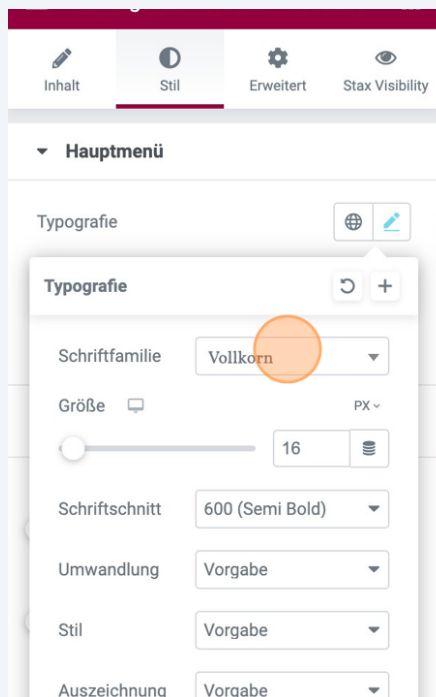 Inhalt Stil Erweitert Stax Visibility
Hauptmenü
Typografie
Typografie
Schriftfamilie Vollkorn
Größe PX
16
Schriftschnitt 600 (Semi Bold)
Umwandlung Vorgabe
Stil Vorgabe
Auszeichnung Vorgabe